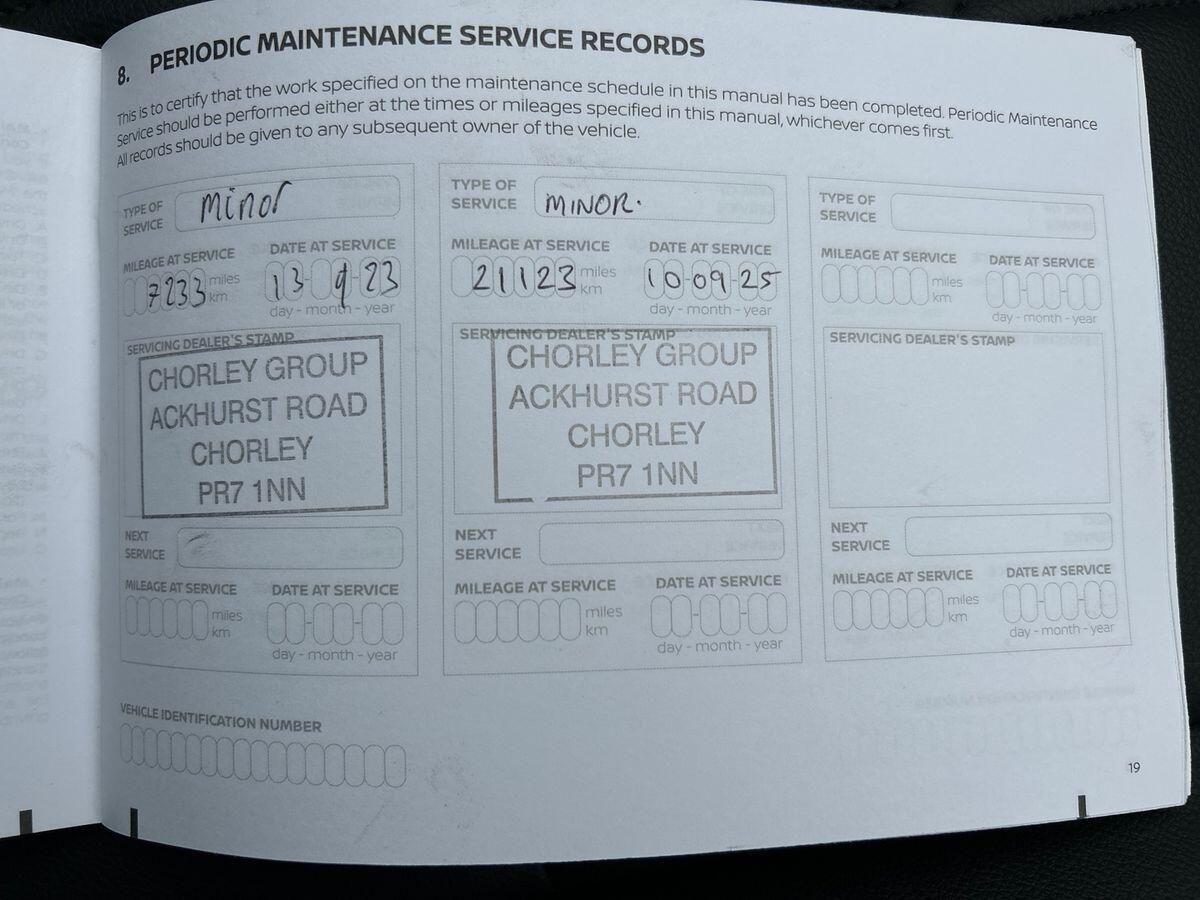 8. PERIODIC MAINTENANCE SERVICE RECORDS
This is to certify that the work specified on the maintenance schedule in this manual has been completed. Periodic Maintenance
Service should be performed either at the times or mileages specified in this manual, whichever comes first.
All records should be given to any subsequent owner of the vehicle.
TYPE OF
SERVICE
minor
MILEAGE AT SERVICE
DATE AT SERVICE
7233 miles
km
13-9-23
day - month - year
SERVICING DEALER'S STAMP
CHORLEY GROUP
ACKHURST ROAD
CHORLEY
PR7 1NN
NEXT
SERVICE
MILEAGE AT SERVICE
DATE AT SERVICE
miles
km
day - month - year
TYPE OF
SERVICE
MINOR.
MILEAGE AT SERVICE
DATE AT SERVICE
21123 miles
km
10-09-25
day - month - year
SERVICING DEALER'S STAMP
CHORLEY GROUP
ACKHURST ROAD
CHORLEY
PR7 1NN
NEXT
SERVICE
MILEAGE AT SERVICE
DATE AT SERVICE
miles
km
day - month - year
TYPE OF
SERVICE
MILEAGE AT SERVICE
DATE AT SERVICE
miles
km
day - month - year
SERVICING DEALER'S STAMP
NEXT
SERVICE
MILEAGE AT SERVICE
DATE AT SERVICE
miles
km
day - month - year
VEHICLE IDENTIFICATION NUMBER
19